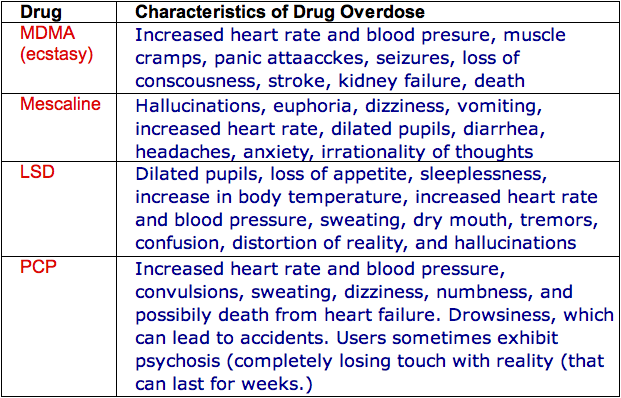 Drug Characteristics of Drug Overdose
MDMA Increased heart rate and blood presure, muscle
(ecstasy) cramps, panic attaacckes, seizures, loss of
conscousness, stroke, kidney failure, death
Mescaline Hallucinations, euphoria, dizziness, vomiting,
increased heart rate, dilated pupils, diarrhea,
headaches, anxiety, irrationality of thoughts
LSD Dilated pupils, loss of appetite, sleeplessness,
increase in body temperature, increased heart rate
and blood pressure, sweating, dry mouth, tremors,
confusion, distortion of reality, and hallucinations
PCP Increased heart rate and blood pressure,
convulsions, sweating, dizziness, numbness, and
possibily death from heart failure. Drowsiness, which
can lead to accidents. Users sometimes exhibit
psychosis (completely losing touch with reality (that
can last for weeks.)